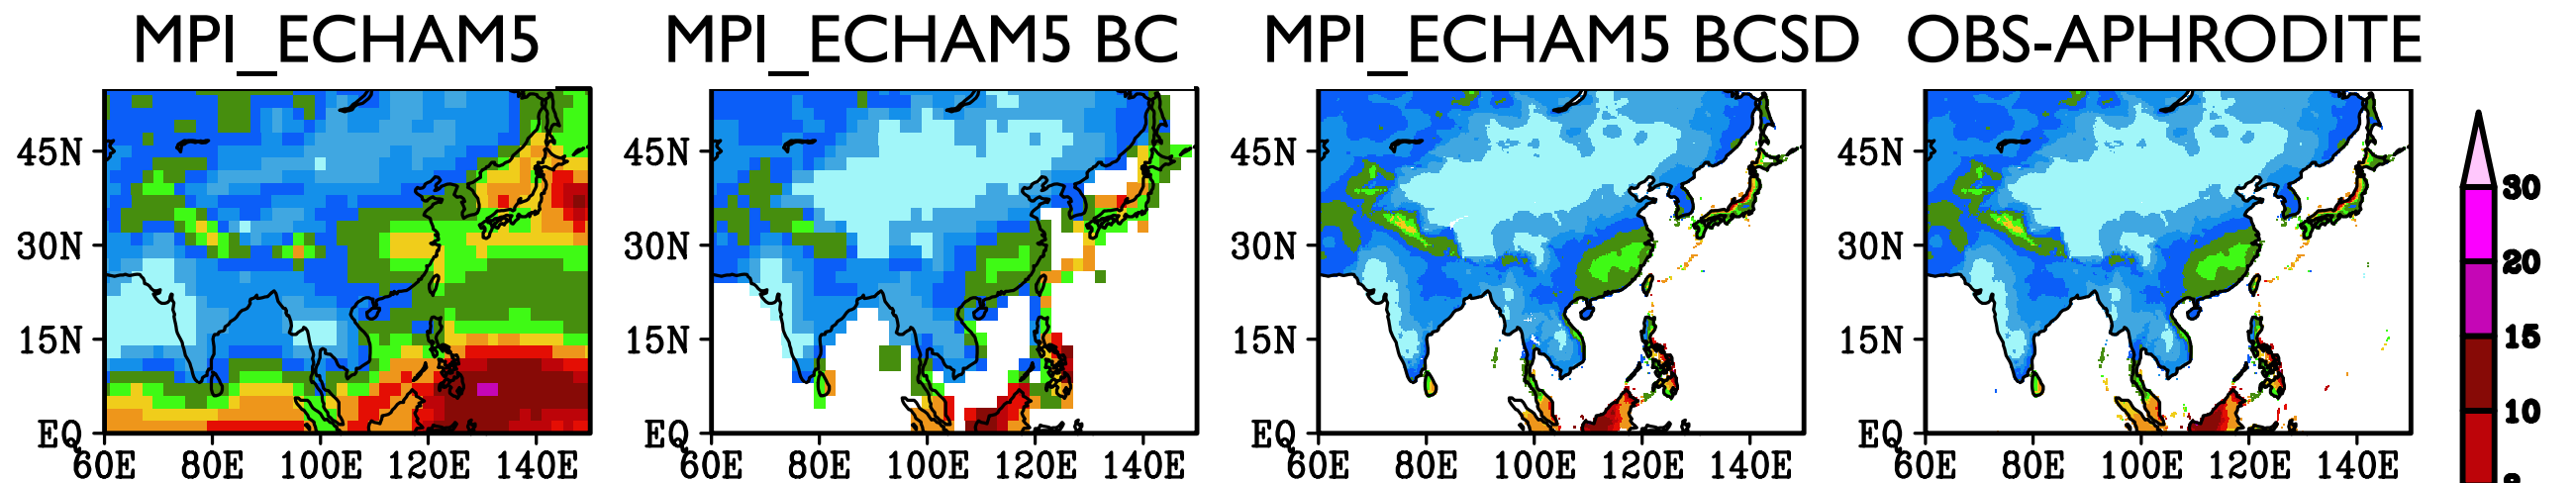 MPI_ECHAM5 MPI_ECHAM5 BC MPI_ECHAM5 BCSD OBS-APHRODITE
45N 45N 45N 45N
30
30N 30N 30N 30N
20
15N 15N 15N 15N
15
10
EQ EQ EQ EQ
60E 80E 100E 120E 140E 60E 80E 100E 120E 140E 60E 80E 100E 120E 140E 60E 80E 100E 120E 140E